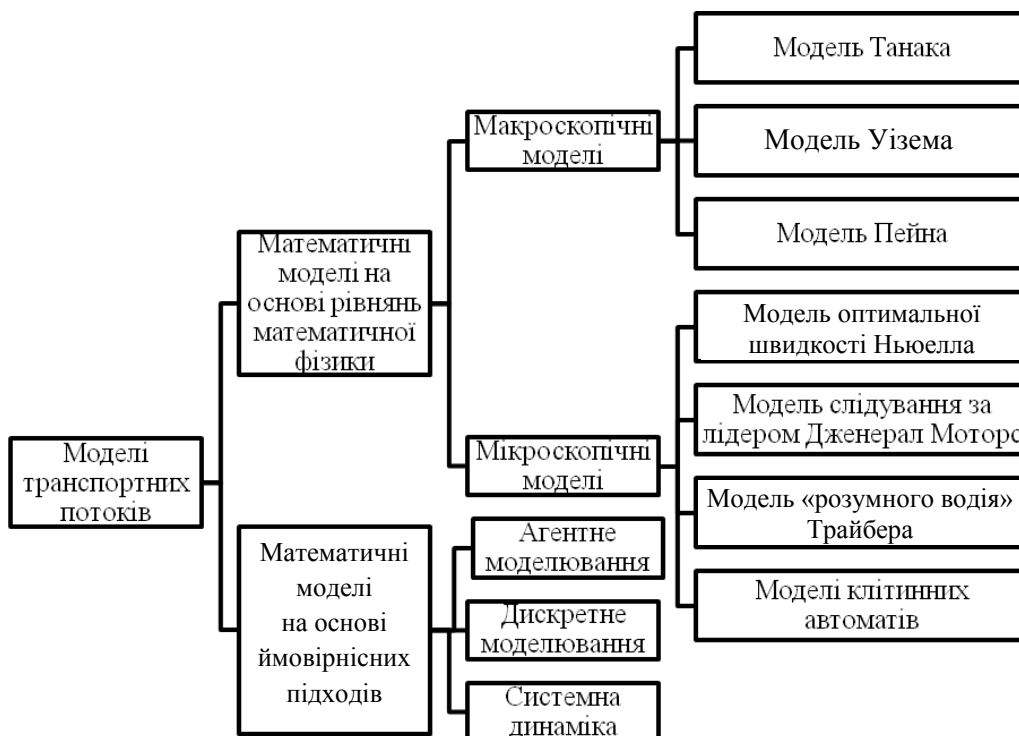 Моделі
транспортних
потоків
Математичні
моделі на
основі рівнянь
математичної
фізики
Макроскопічні
моделі
Модель Танака
Модель Уізема
Модель Пейна
Мікроскопічні
моделі
Модель оптимальної
швидкості Ньюелла
Модель слідування за
лідером Дженерал Моторс
Модель «розумного водія»
Трайбера
Моделі клітинних
автоматів
Математичні
моделі
на основі
ймовірнісних
підходів
Агентне
моделювання
Дискретне
моделювання
Системна
динаміка